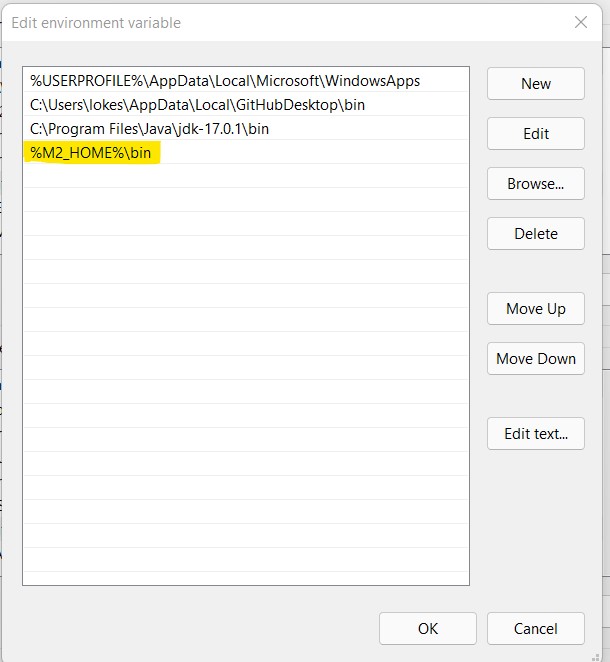 Edit environment variable
%USERPROFILE%\AppData\Local\Microsoft\WindowsApps
C:\Users\lokes\AppData\Local\GitHubDesktop\bin
C:\Program Files\Java\jdk-17.0.1\bin
%M2_HOME%\bin
New
Edit
Browse...
Delete
Move Up
Move Down
Edit text...
OK
Cancel